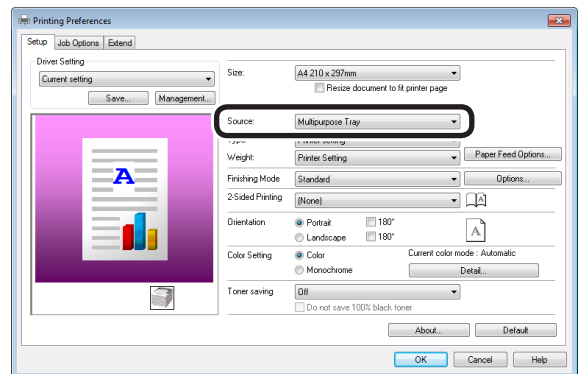 Printing Preferences
Setup Job Options Extend
Driver Setting
Current setting
Save... Management...
Size: A4 210 x 297mm
Resize document to fit printer page
Source: Multipurpose Tray
Type: Printer Setting
Weight: Printer Setting Paper Feed Options...
Finishing Mode Standard Options...
2-Sided Printing (None) A
Orientation Portrait 180°
Landscape 180° A
Color Setting Color Current color mode : Automatic
Monochrome Detail...
Toner saving Off
Do not save 100% black toner
A
About... Default
OK Cancel Help